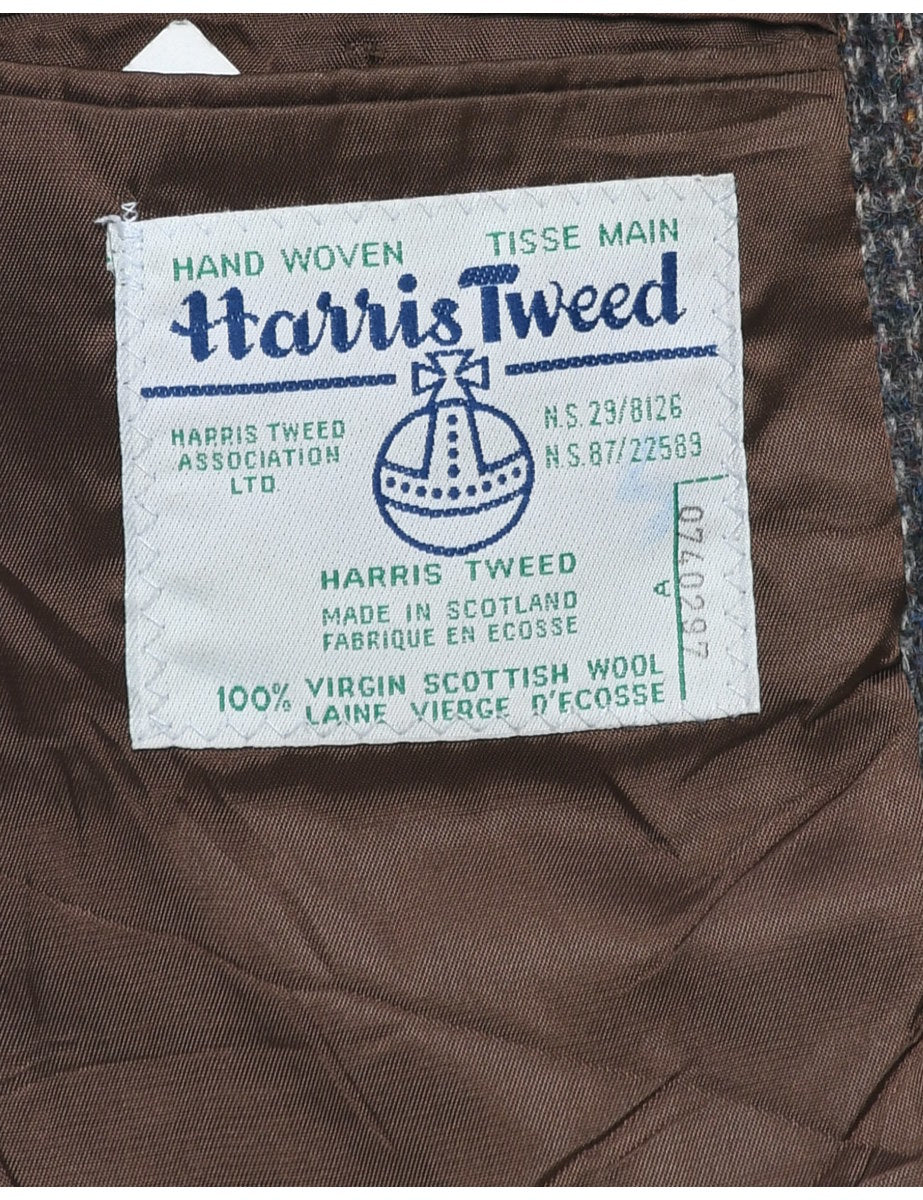 HAND WOVEN TISSE MAIN
Harris Tweed
HARRIS TWEED
ASSOCIATION
LTD
N.S. 29/8126
N.S. 87/22589
HARRIS TWEED
MADE IN SCOTLAND
FABRIQUE EN ECOSSE
100% VIRGIN SCOTTISH WOOL
LAINE VIERGE D'ECOSSE
A
0740297